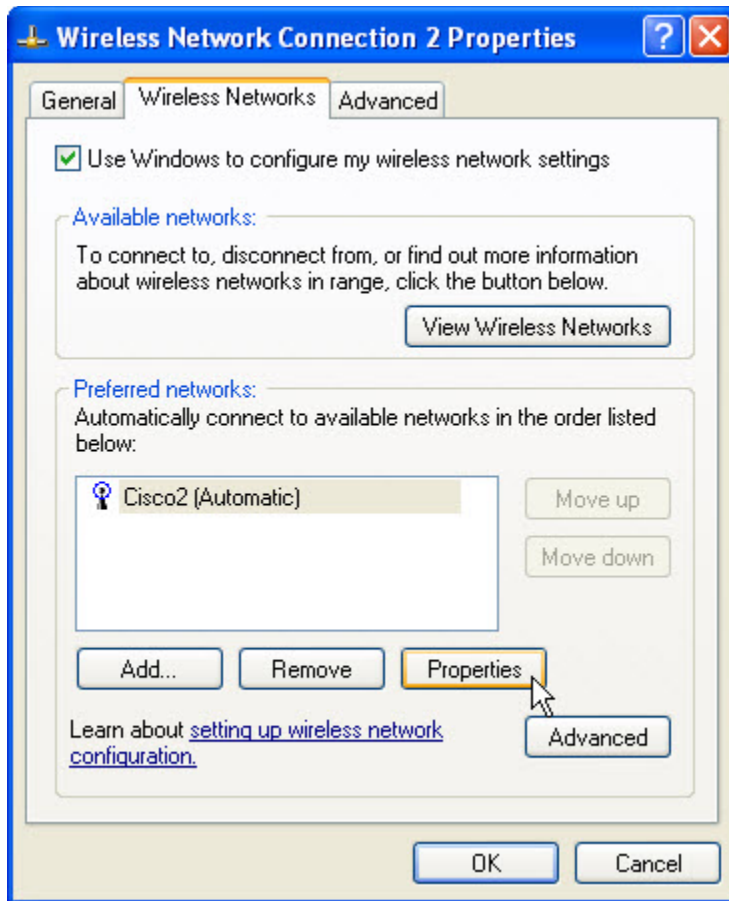 Wireless Network Connection 2 Properties
General Wireless Networks Advanced
Use Windows to configure my wireless network settings
Available networks:
To connect to, disconnect from, or find out more information
about wireless networks in range, click the button below.
View Wireless Networks
Preferred networks:
Automatically connect to available networks in the order listed
below:
Cisco2 (Automatic)
Move up
Move down
Add... Remove Properties
Learn about setting up wireless network
configuration.
Advanced
OK Cancel